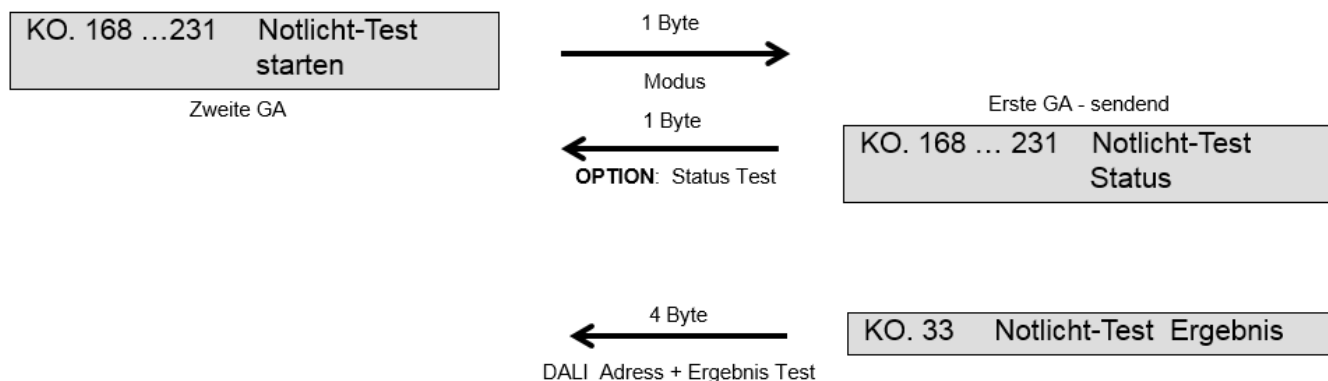 KO. 168 ...231 Notlicht-Test
starten
Zweite GA
1 Byte
Modus
1 Byte
OPTION: Status Test
Erste GA - sendend
KO. 168 ... 231 Notlicht-Test
Status
4 Byte
DALI Adress + Ergebnis Test
KO. 33 Notlicht-Test Ergebnis